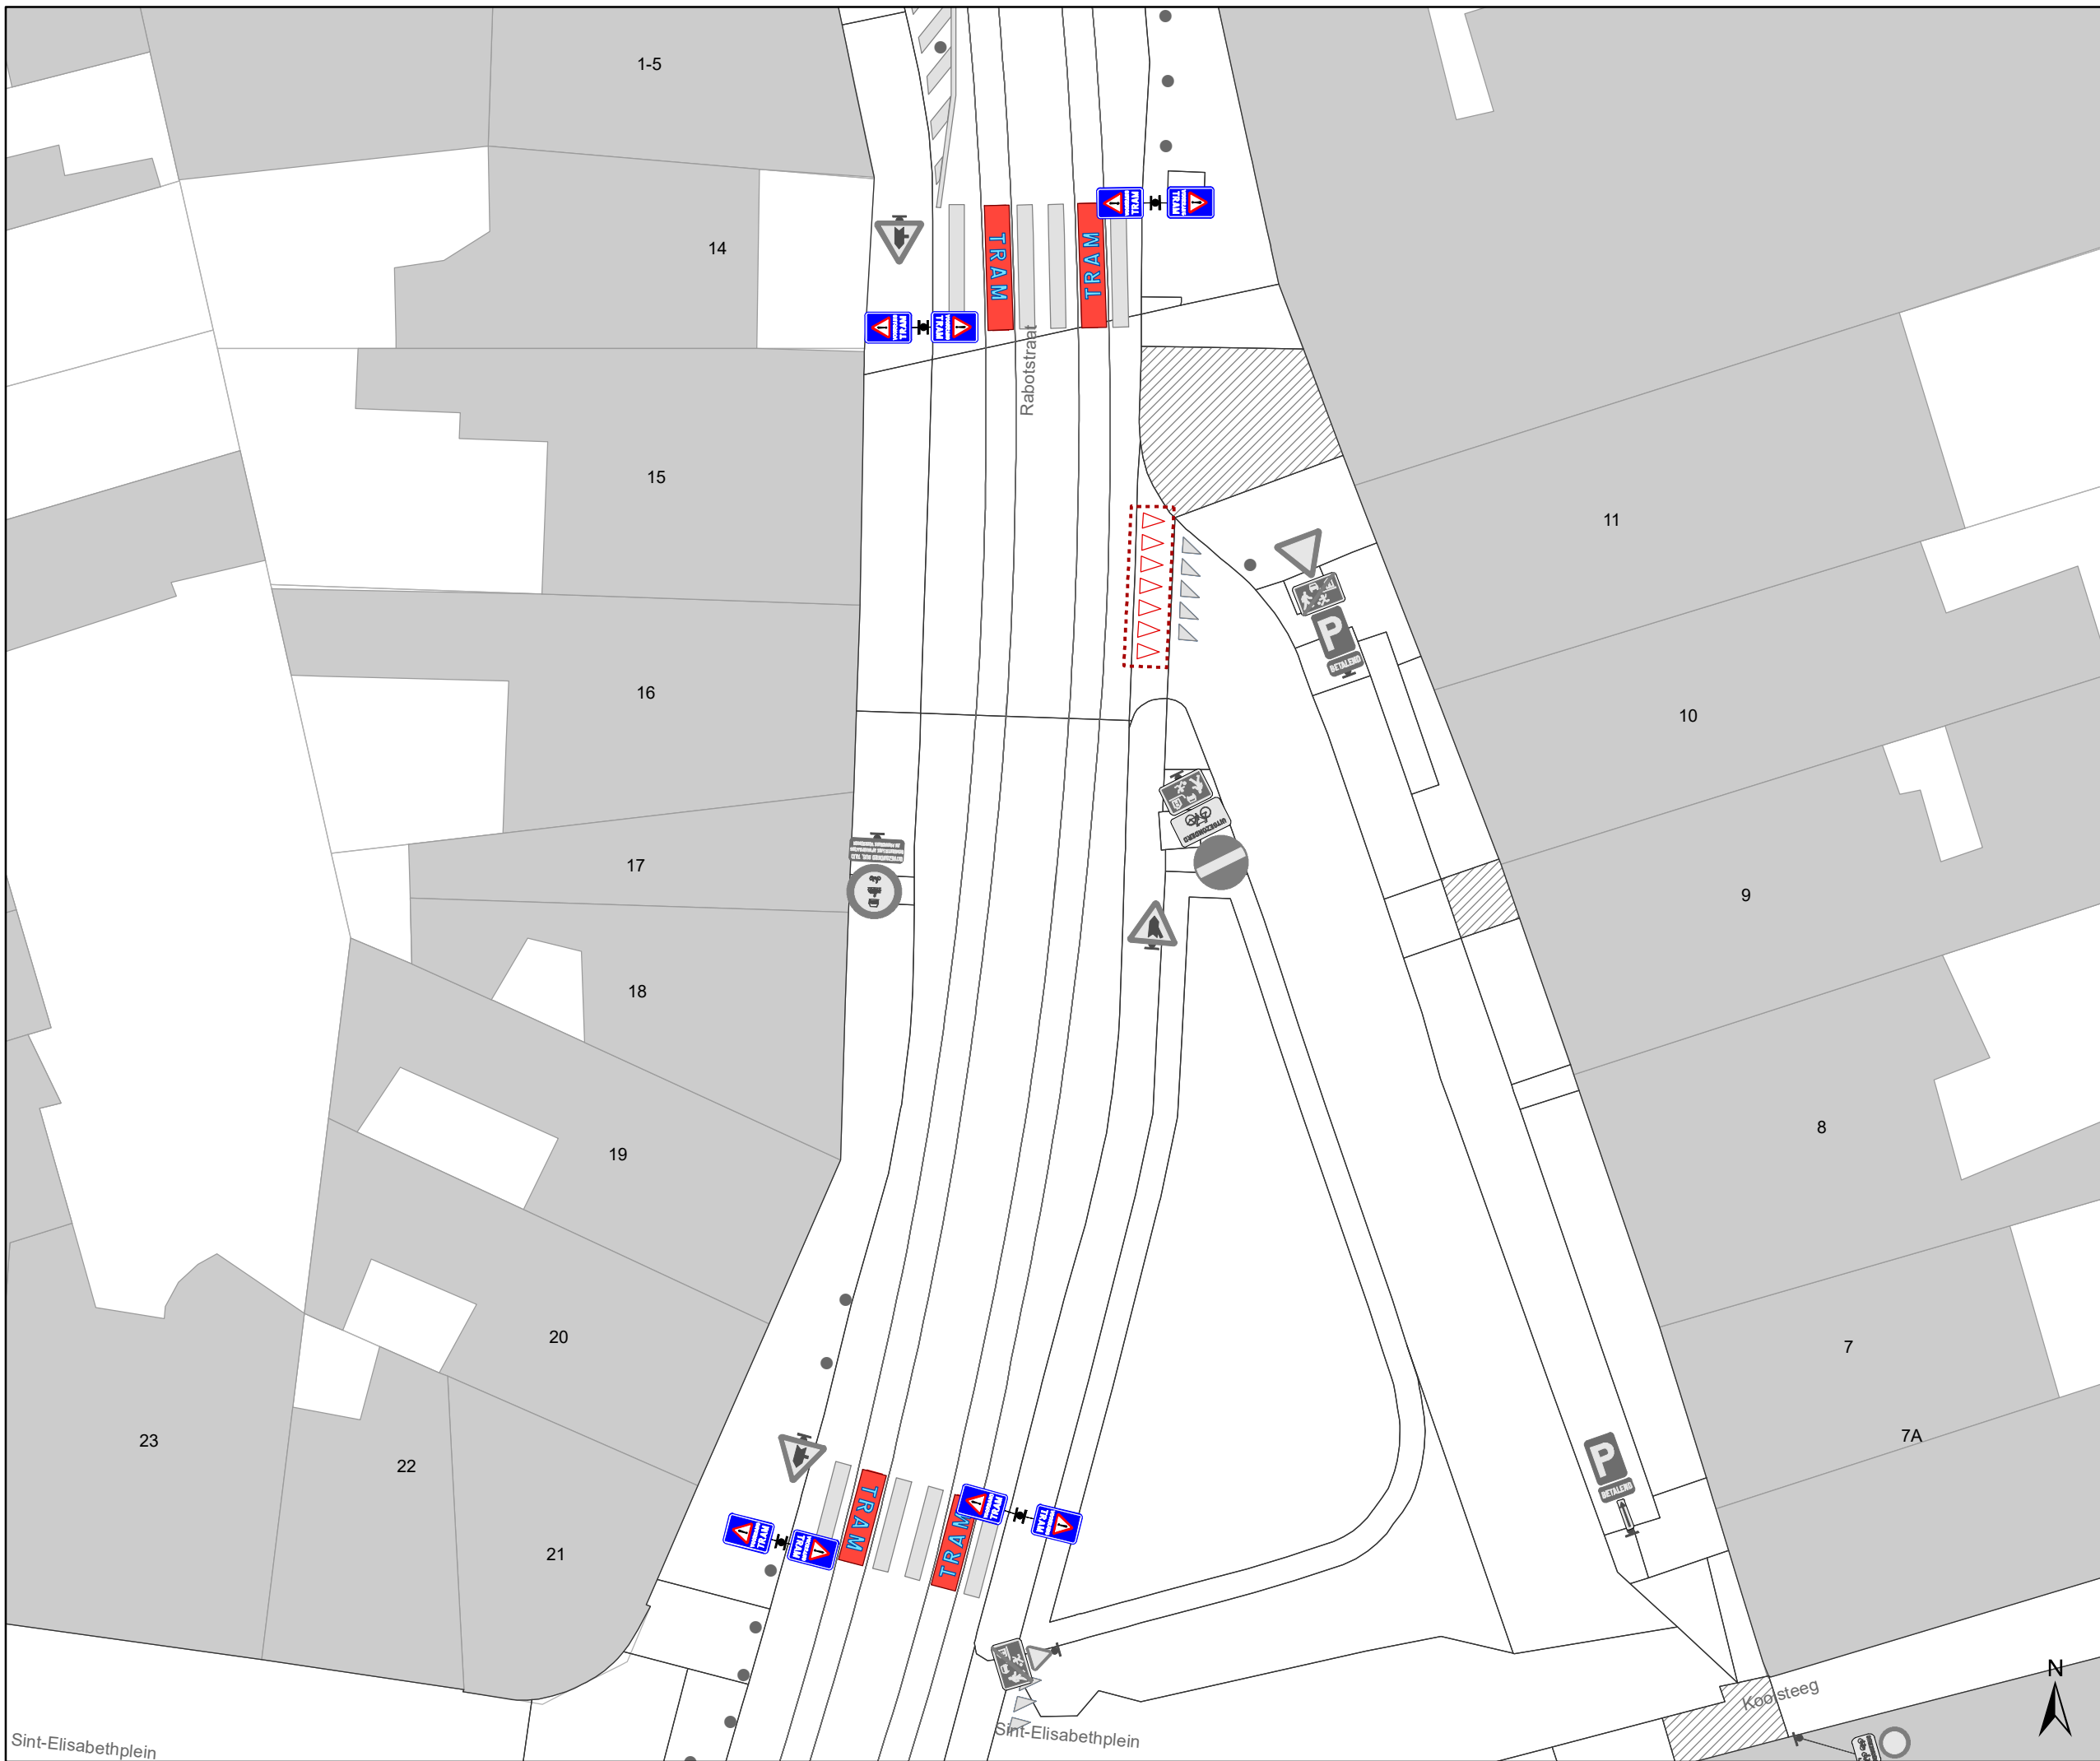 1-5
14
TRAM
TRAM
Rabotstraat
15
11
P
BETALEND
16
10
17
UITGEZONDERD
9
18
8
19
20
7
7A
23
22
P
BETALEND
TRAM
TRAM
21
N
Koolsteeg
Sint-Elisabethplein
Sint-Elisabethplein